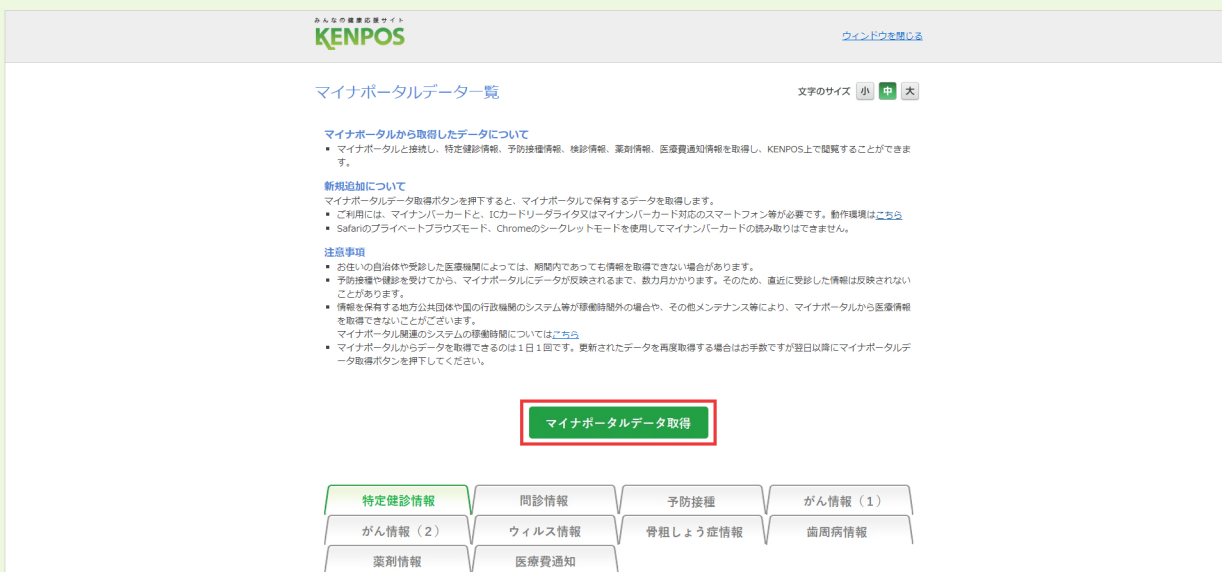 みんなの健康応援サイト
KENPOS
ウィンドウを閉じる
マイナポータルデータ一覧
文字のサイズ 小 中 大
マイナポータルから取得したデータについて
▪ マイナポータルと接続し、特定健診情報、予防接種情報、検診情報、薬剤情報、医療費通知情報を取得し、KENPOS上で閲覧することができま
す。
新規追加について
マイナポータルデータ取得ボタンを押下すると、マイナポータルで保有するデータを取得します。
▪ ご利用には、マイナンバーカードと、ICカードリーダライタ又はマイナンバーカード対応のスマートフォン等が必要です。動作環境はこちら
▪ Safariのプライベートブラウズモード、Chromeのシークレットモードを使用してマイナンバーカードの読み取りはできません。
注意事項
▪ お住いの自治体や受診した医療機関によっては、期間内であっても情報を取得できない場合があります。
▪ 予防接種や健診を受けてから、マイナポータルにデータが反映されるまで、数カ月かかります。そのため、直近に受診した情報は反映されない
ことがあります。
▪ 情報を保有する地方公共団体や国の行政機関のシステム等が稼働時間外の場合や、その他メンテナンス等により、マイナポータルから医療情報
を取得できないことがございます。
マイナポータル関連のシステムの稼働時間についてはこちら
▪ マイナポータルからデータを取得できるのは１日１回です。更新されたデータを再度取得する場合はお手数ですが翌日以降にマイナポータルデ
ータ取得ボタンを押下してください。
マイナポータルデータ取得
特定健診情報 問診情報 予防接種 がん情報（１）
がん情報（２） ウィルス情報 骨粗しょう症情報 歯周病情報
薬剤情報 医療費通知